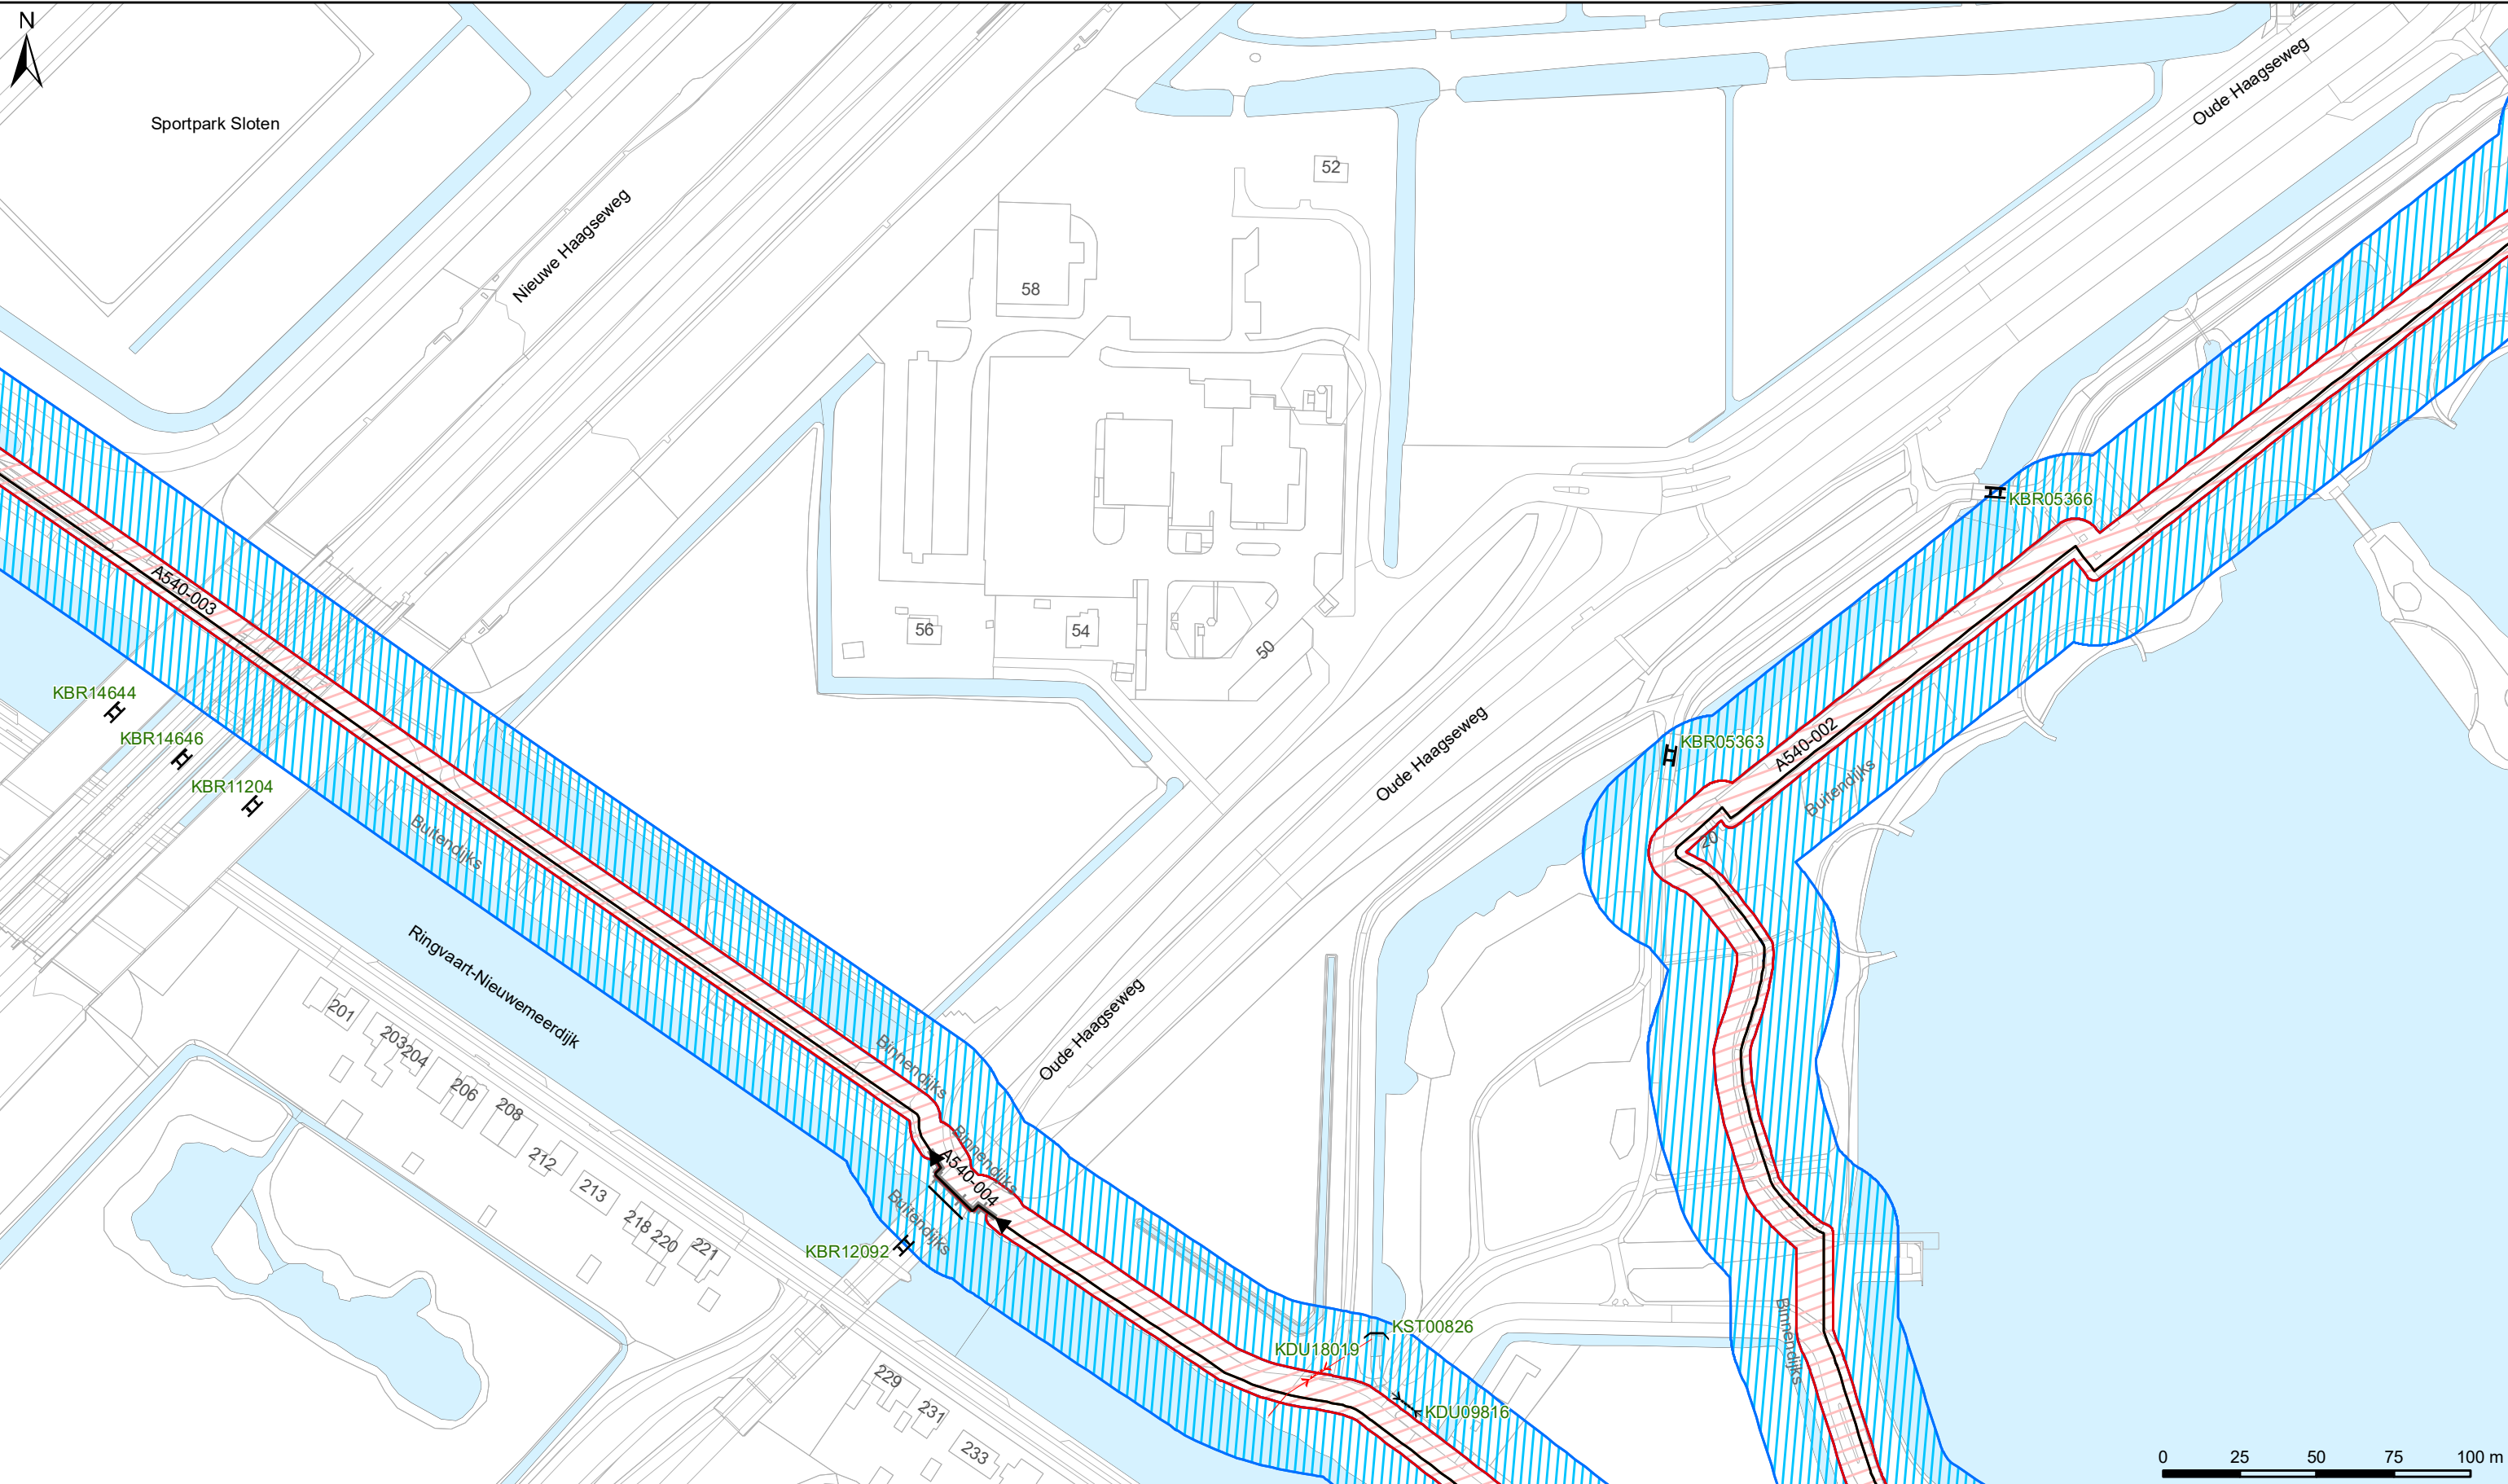 N
Sportpark Sloten
Oude Haagseweg
52
Nieuwe Haagseweg
58
KBR05366
A540-003
56
54
50
KBR14644
KBR14646
KBR11204
Oude Haagseweg
KBR05363
A540-002
Buitendijks
20
Buitendijks
Ringvaart-Nieuwemeerdijk
Oude Haagseweg
201
203
204
206
208
212
213
218
220
221
Binnendijks
Binnendijks
A540-004
Buitendijks
KBR12092
KST00826
KDU18019
KDU09816
Binnendijks
229
231
233
0 25 50 75 100 m